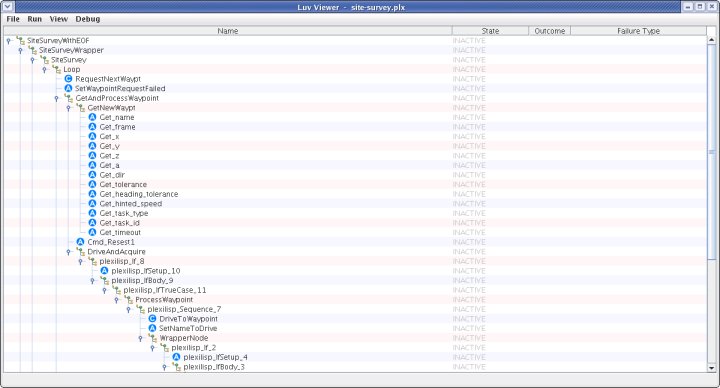 Luv Viewer - site-survey.plx
File Run View Debug
Name State Outcome Failure Type
SiteSurveyWithEOF INACTIVE
SiteSurveyWrapper INACTIVE
SiteSurvey INACTIVE
Loop INACTIVE
C RequestNextWaypt INACTIVE
A SetWaypointRequestFailed INACTIVE
GetAndProcessWaypoint INACTIVE
GetNewWaypt INACTIVE
A Get_name INACTIVE
A Get_frame INACTIVE
A Get_x INACTIVE
A Get_y INACTIVE
A Get_z INACTIVE
A Get_a INACTIVE
A Get_dir INACTIVE
A Get_tolerance INACTIVE
A Get_heading_tolerance INACTIVE
A Get_hinted_speed INACTIVE
A Get_task_type INACTIVE
A Get_task_id INACTIVE
A Get_timeout INACTIVE
A Cmd_Resest1 INACTIVE
DriveAndAcquire INACTIVE
plexilisp_If_8 INACTIVE
A plexilisp_IfSetup_10 INACTIVE
plexilisp_IfBody_9 INACTIVE
plexilisp_IfTrueCase_11 INACTIVE
ProcessWaypoint INACTIVE
plexilisp_Sequence_7 INACTIVE
C DriveToWaypoint INACTIVE
A SetNameToDrive INACTIVE
WrapperNode INACTIVE
plexilisp_If_2 INACTIVE
A plexilisp_IfSetup_4 INACTIVE
plexilisp_IfBody_3 INACTIVE